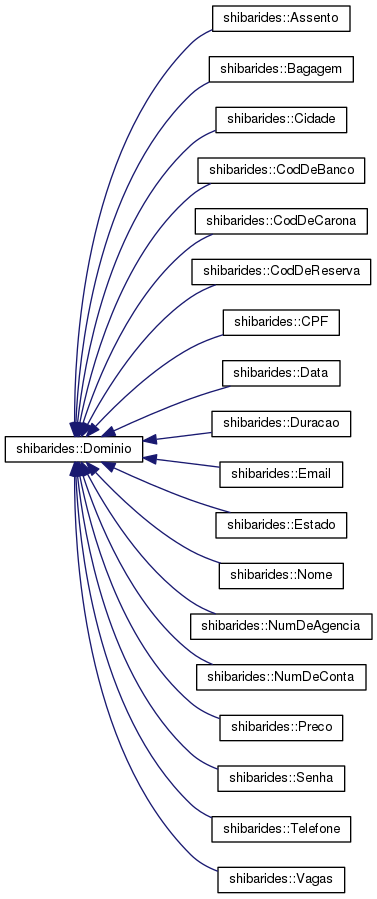 shibarides::Assento
shibarides::Bagagem
shibarides::Cidade
shibarides::CodDeBanco
shibarides::CodDeCarona
shibarides::CodDeReserva
shibarides::CPF
shibarides::Data
shibarides::Duracao
shibarides::Dominio
shibarides::Email
shibarides::Estado
shibarides::Nome
shibarides::NumDeAgencia
shibarides::NumDeConta
shibarides::Preco
shibarides::Senha
shibarides::Telefone
shibarides::Vagas